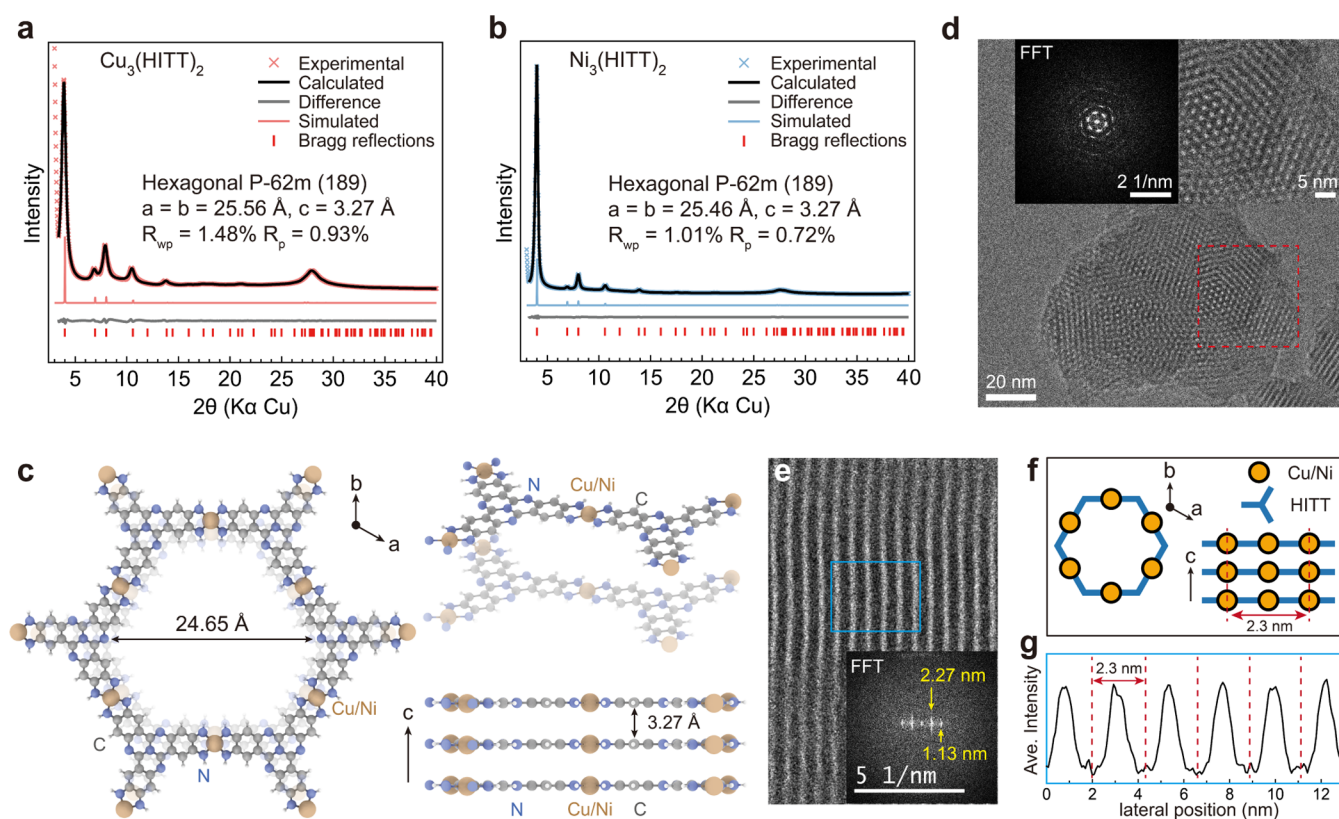 a
Cu3(HITT)2
Experimental
Calculated
Difference
Simulated
Bragg reflections
Hexagonal P-62m (189)
a = b = 25.56 Å, c = 3.27 Å
Rwp = 1.48% Rp = 0.93%
Intensity
5 10 15 20 25 30 35 40
2θ (Kα Cu)
b
Ni3(HITT)2
Experimental
Calculated
Difference
Simulated
Bragg reflections
Hexagonal P-62m (189)
a = b = 25.46 Å, c = 3.27 Å
Rwp = 1.01% Rp = 0.72%
Intensity
5 10 15 20 25 30 35 40
2θ (Kα Cu)
d
FFT
2 1/nm
5 nm
20 nm
c
b
a
24.65 Å
Cu/Ni
C
N
N
Cu/Ni
C
c
3.27 Å
N
Cu/Ni
C
e
FFT
2.27 nm
1.13 nm
5 1/nm
f
b
a
Cu/Ni
HITT
c
2.3 nm
g
2.3 nm
Ave. Intensity
0 2 4 6 8 10 12
lateral position (nm)